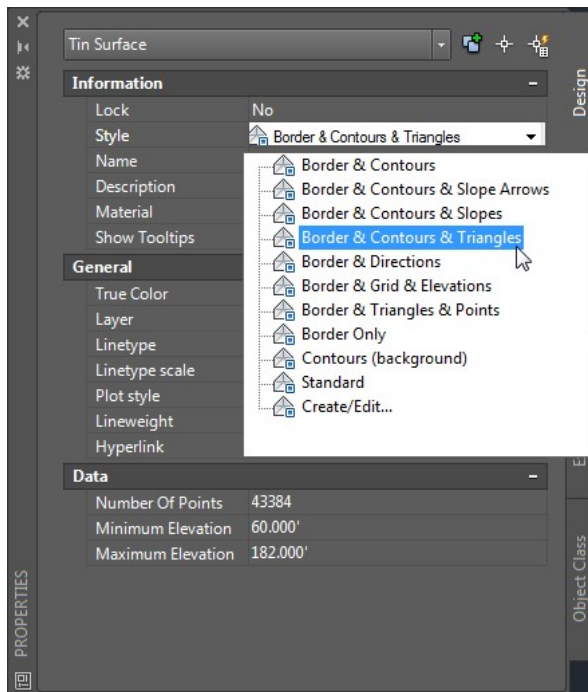 Tin Surface
Design
Information
Lock No
Style Border & Contours & Triangles
Name
Description
Material
Show Tooltips
Border & Contours
Border & Contours & Slope Arrows
Border & Contours & Slopes
Border & Contours & Triangles
Border & Directions
Border & Grid & Elevations
Border & Triangles & Points
Border Only
Contours (background)
Standard
Create/Edit...
General
True Color
Layer
Linetype
Linetype scale
Plot style
Lineweight
Hyperlink
Data
Number Of Points 43384
Minimum Elevation 60.000'
Maximum Elevation 182.000'
Object Class
PROPERTIES